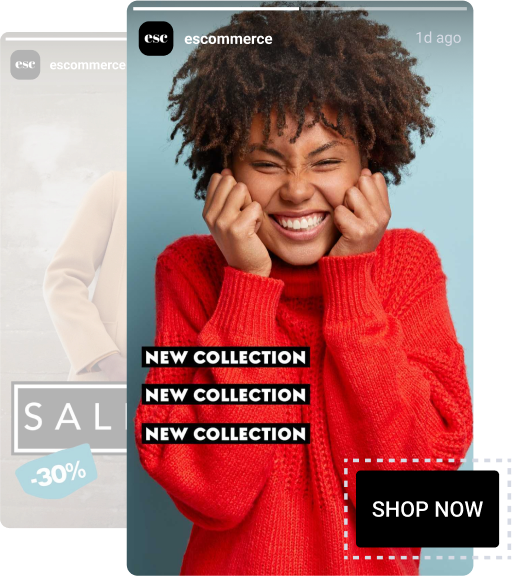 esc escommerce
SAL
-30%
esc escommerce 1d ago
NEW COLLECTION
NEW COLLECTION
NEW COLLECTION
SHOP NOW